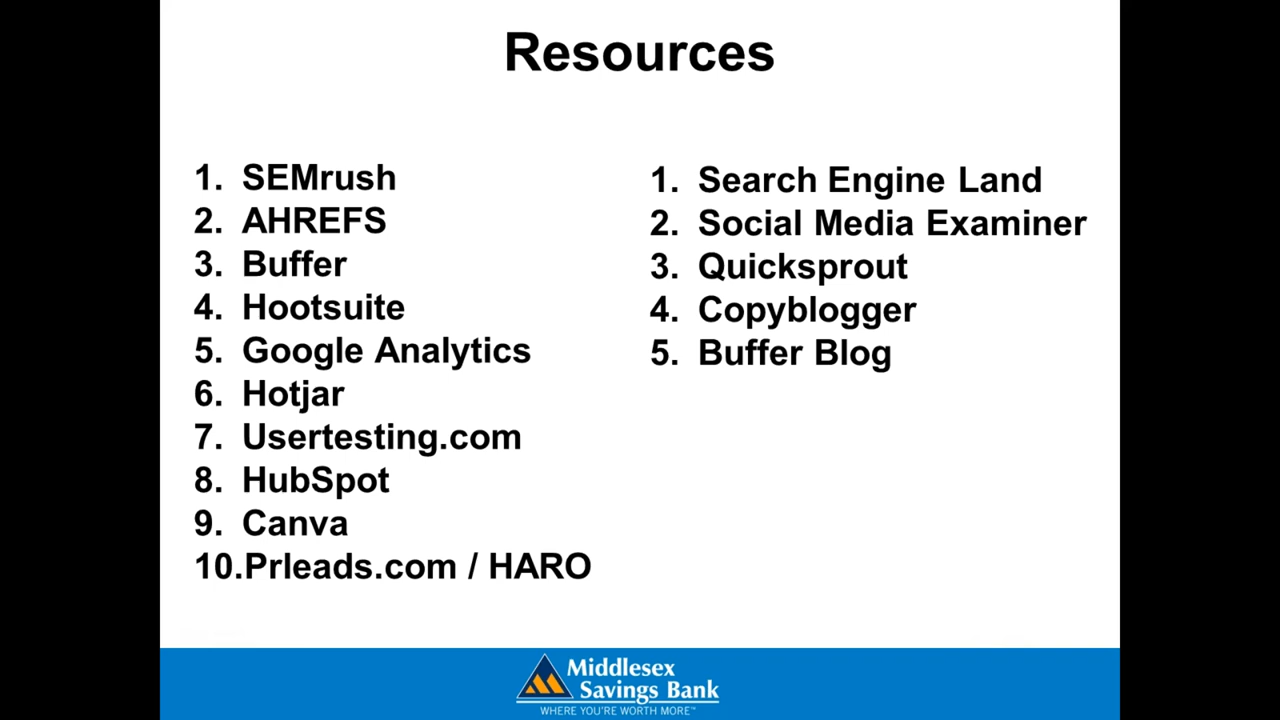 Resources
1. SEMrush
2. AHREFS
3. Buffer
4. Hootsuite
5. Google Analytics
6. Hotjar
7. Usertesting.com
8. HubSpot
9. Canva
10.Prleads.com / HARO
1. Search Engine Land
2. Social Media Examiner
3. Quicksprout
4. Copyblogger
5. Buffer Blog
Middlesex
Savings Bank
WHERE YOU'RE WORTH MORE™